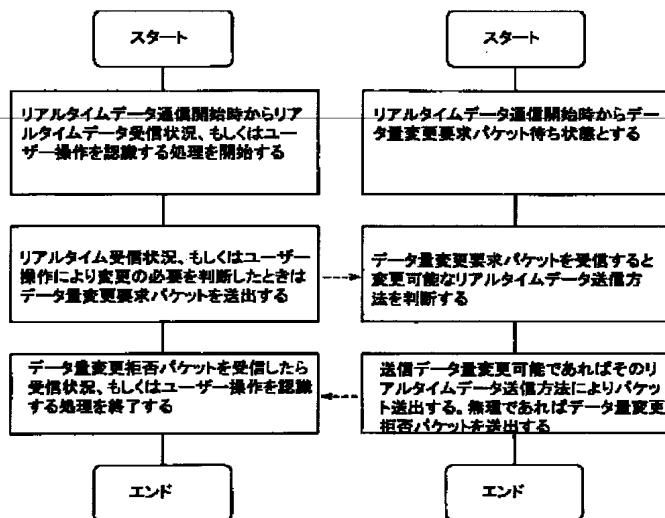 スタート
リアルタイムデータ通信開始時からリア
ルタイムデータ受信状況、もしくはユー
ザー操作を認識する処理を開始する
リアルタイム受信状況、もしくはユーザー
操作により変更の必要を判断したときは
データ量変更要求パケットを送出する
データ量変更拒否パケットを受信したら
受信状況、もしくはユーザー操作を認識
する処理を終了する
エンド
スタート
リアルタイムデータ通信開始時からデー
タ量変更要求パケット待ち状態とする
データ量変更要求パケットを受信すると
変更可能なリアルタイムデータ送信方
法を判断する
送信データ量変更可能であればそのリ
アルタイムデータ送信方法によりパケッ
ト送出する。無理であればデータ量変更
拒否パケットを送出する
エンド